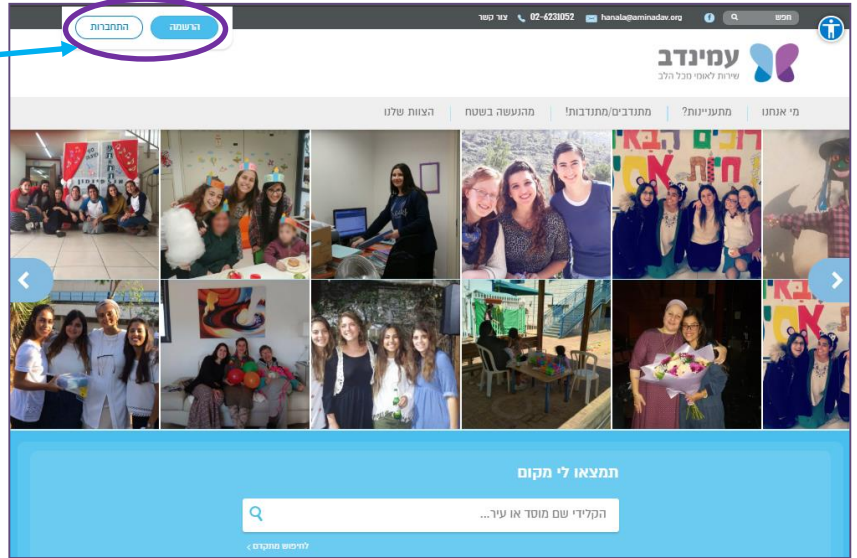 חפש
hanala@aminadav.org
02-6231052
צור קשר
הרשמה
התחברות
עמינדב
שירות לאומי מכל הלב
מי אנחנו
מתעניינות?
מתנדבים/מתנדבות!
מהנעשה בשטח
הצוות שלנו
תמצאו לי מקום
הקלידי שם מוסד או עיר...
לחיפוש מתקדם >